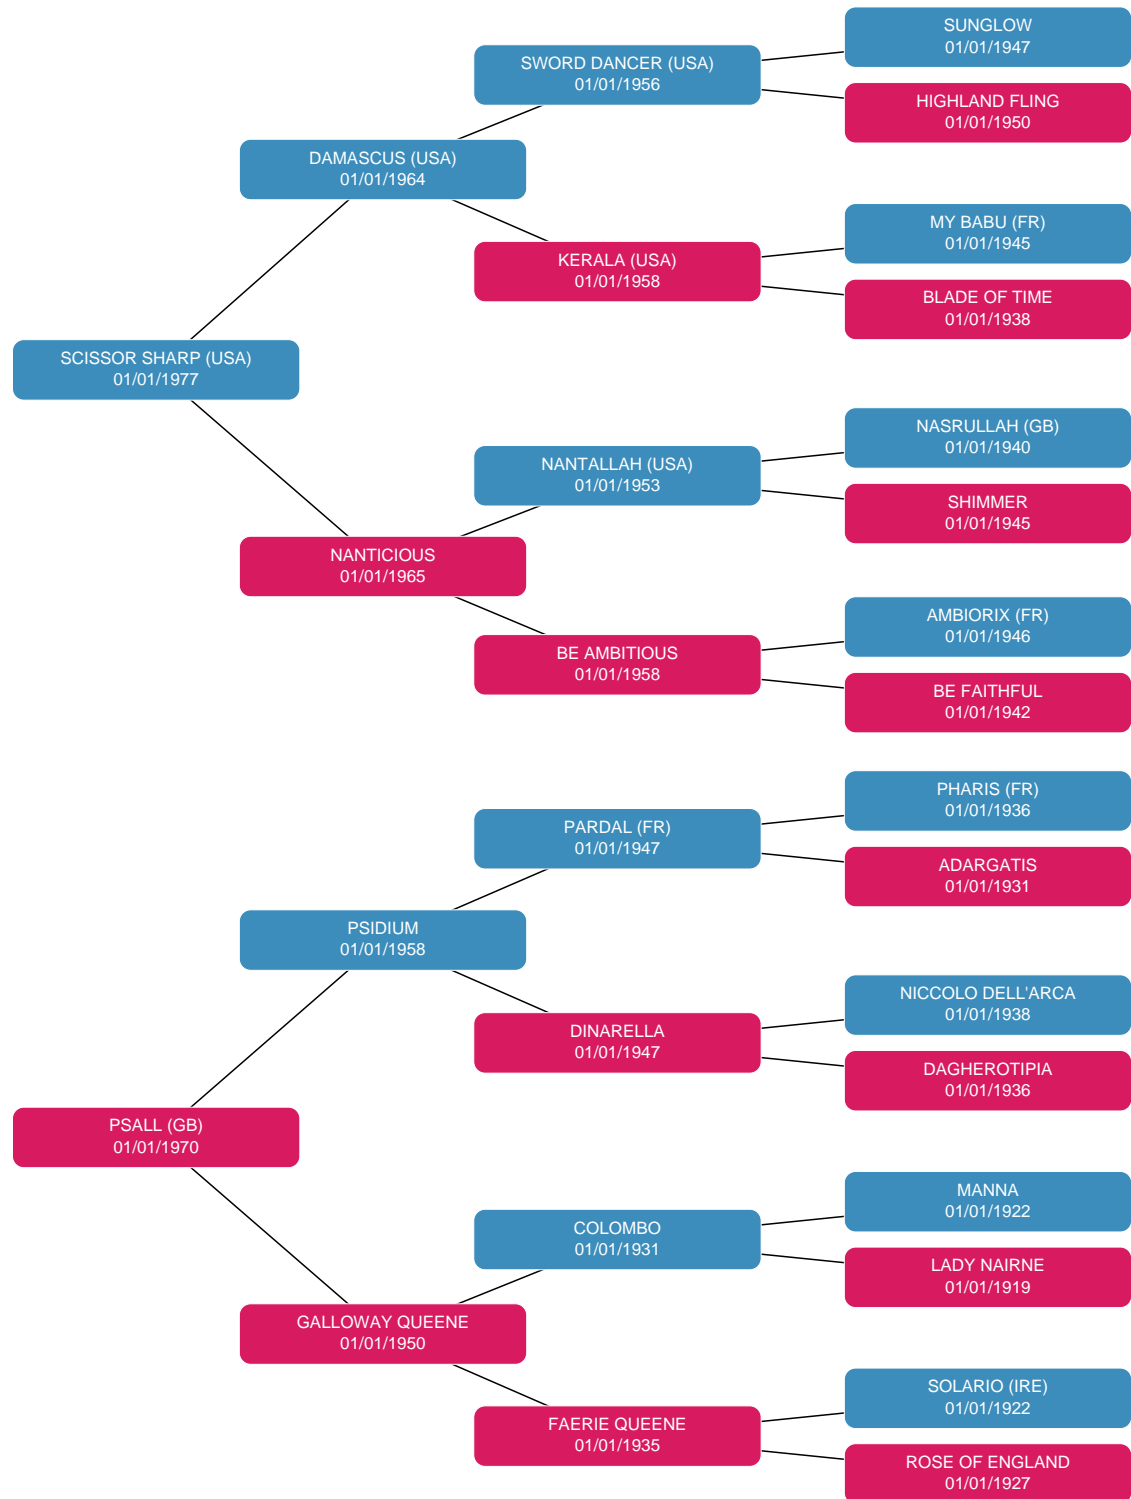 SUNGLOW
01/01/1947
SWORD DANCER (USA)
01/01/1956
HIGHLAND FLING
01/01/1950
DAMASCUS (USA)
01/01/1964
MY BABU (FR)
01/01/1945
KERALA (USA)
01/01/1958
BLADE OF TIME
01/01/1938
SCISSOR SHARP (USA)
01/01/1977
NASRULLAH (GB)
01/01/1940
NANTALLAH (USA)
01/01/1953
SHIMMER
01/01/1945
NANTICIOUS
01/01/1965
AMBIORIX (FR)
01/01/1946
BE AMBITIOUS
01/01/1958
BE FAITHFUL
01/01/1942
PHARIS (FR)
01/01/1936
PARDAL (FR)
01/01/1947
ADARGATIS
01/01/1931
PSIDIUM
01/01/1958
NICCOLO DELL'ARCA
01/01/1938
DINARELLA
01/01/1947
DAGHEROTIPIA
01/01/1936
PSALL (GB)
01/01/1970
MANNA
01/01/1922
COLOMBO
01/01/1931
LADY NAIRNE
01/01/1919
GALLOWAY QUEENE
01/01/1950
SOLARIO (IRE)
01/01/1922
FAERIE QUEENE
01/01/1935
ROSE OF ENGLAND
01/01/1927